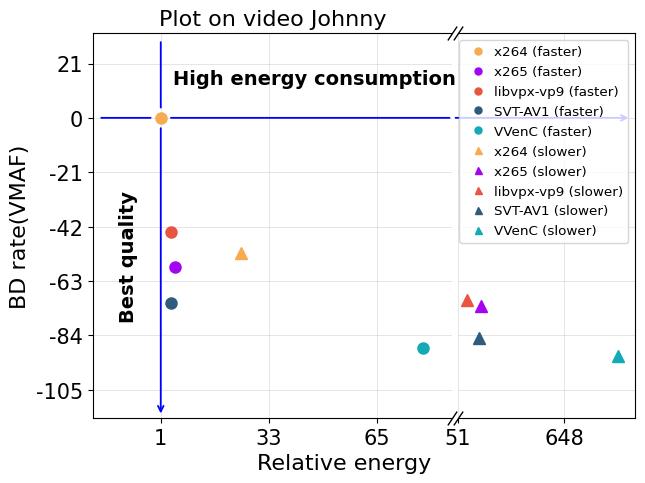 Plot on video Johnny
BD rate(VMAF)
21
0
-21
-42
-63
-84
-105
High energy consumption
Best quality
x264 (faster)
x265 (faster)
libvpx-vp9 (faster)
SVT-AV1 (faster)
VVenC (faster)
x264 (slower)
x265 (slower)
libvpx-vp9 (slower)
SVT-AV1 (slower)
VVenC (slower)
1 33 65 51 648
Relative energy